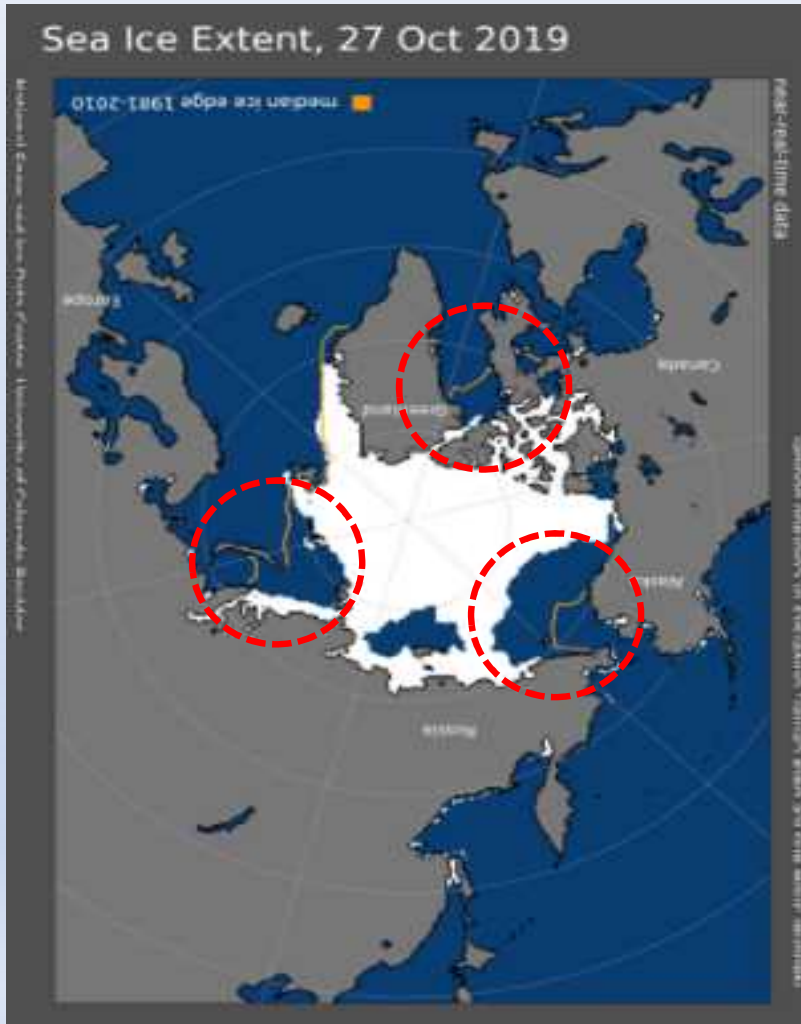 Sea Ice Extent, 27 Oct 2019
median ice edge 1981-2010
near-real-time data
Europe
Canada
Greenland
Alaska
Russia
National Snow and Ice Data Center, University of Colorado Boulder